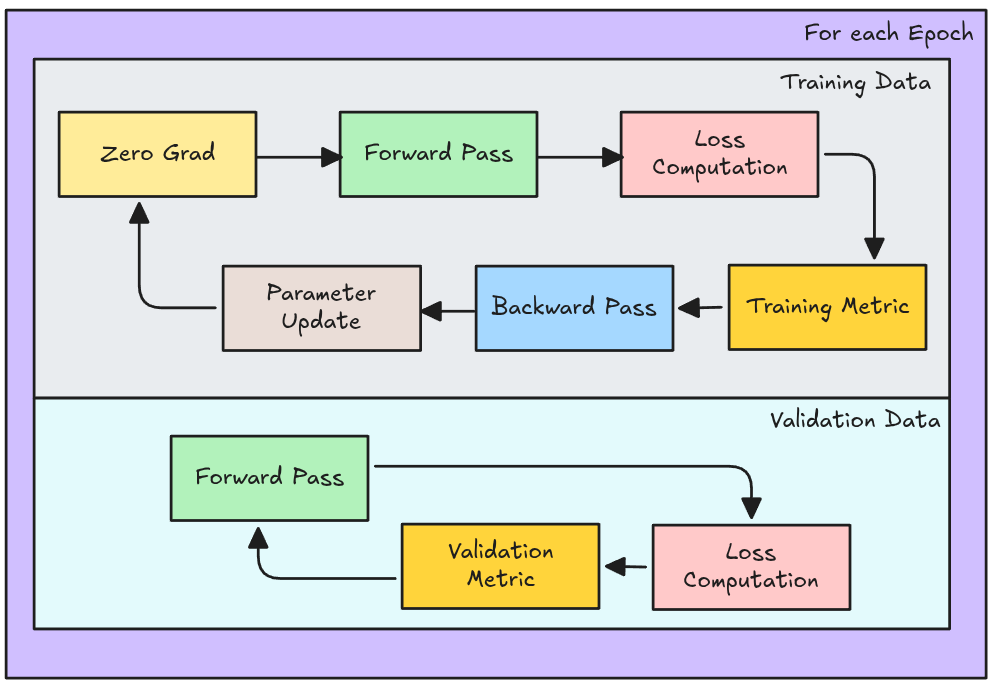 For each Epoch
Training Data
Zero Grad
Forward Pass
Loss
Computation
Parameter
Update
Backward Pass
Training Metric
Validation Data
Forward Pass
Validation
Metric
Loss
Computation